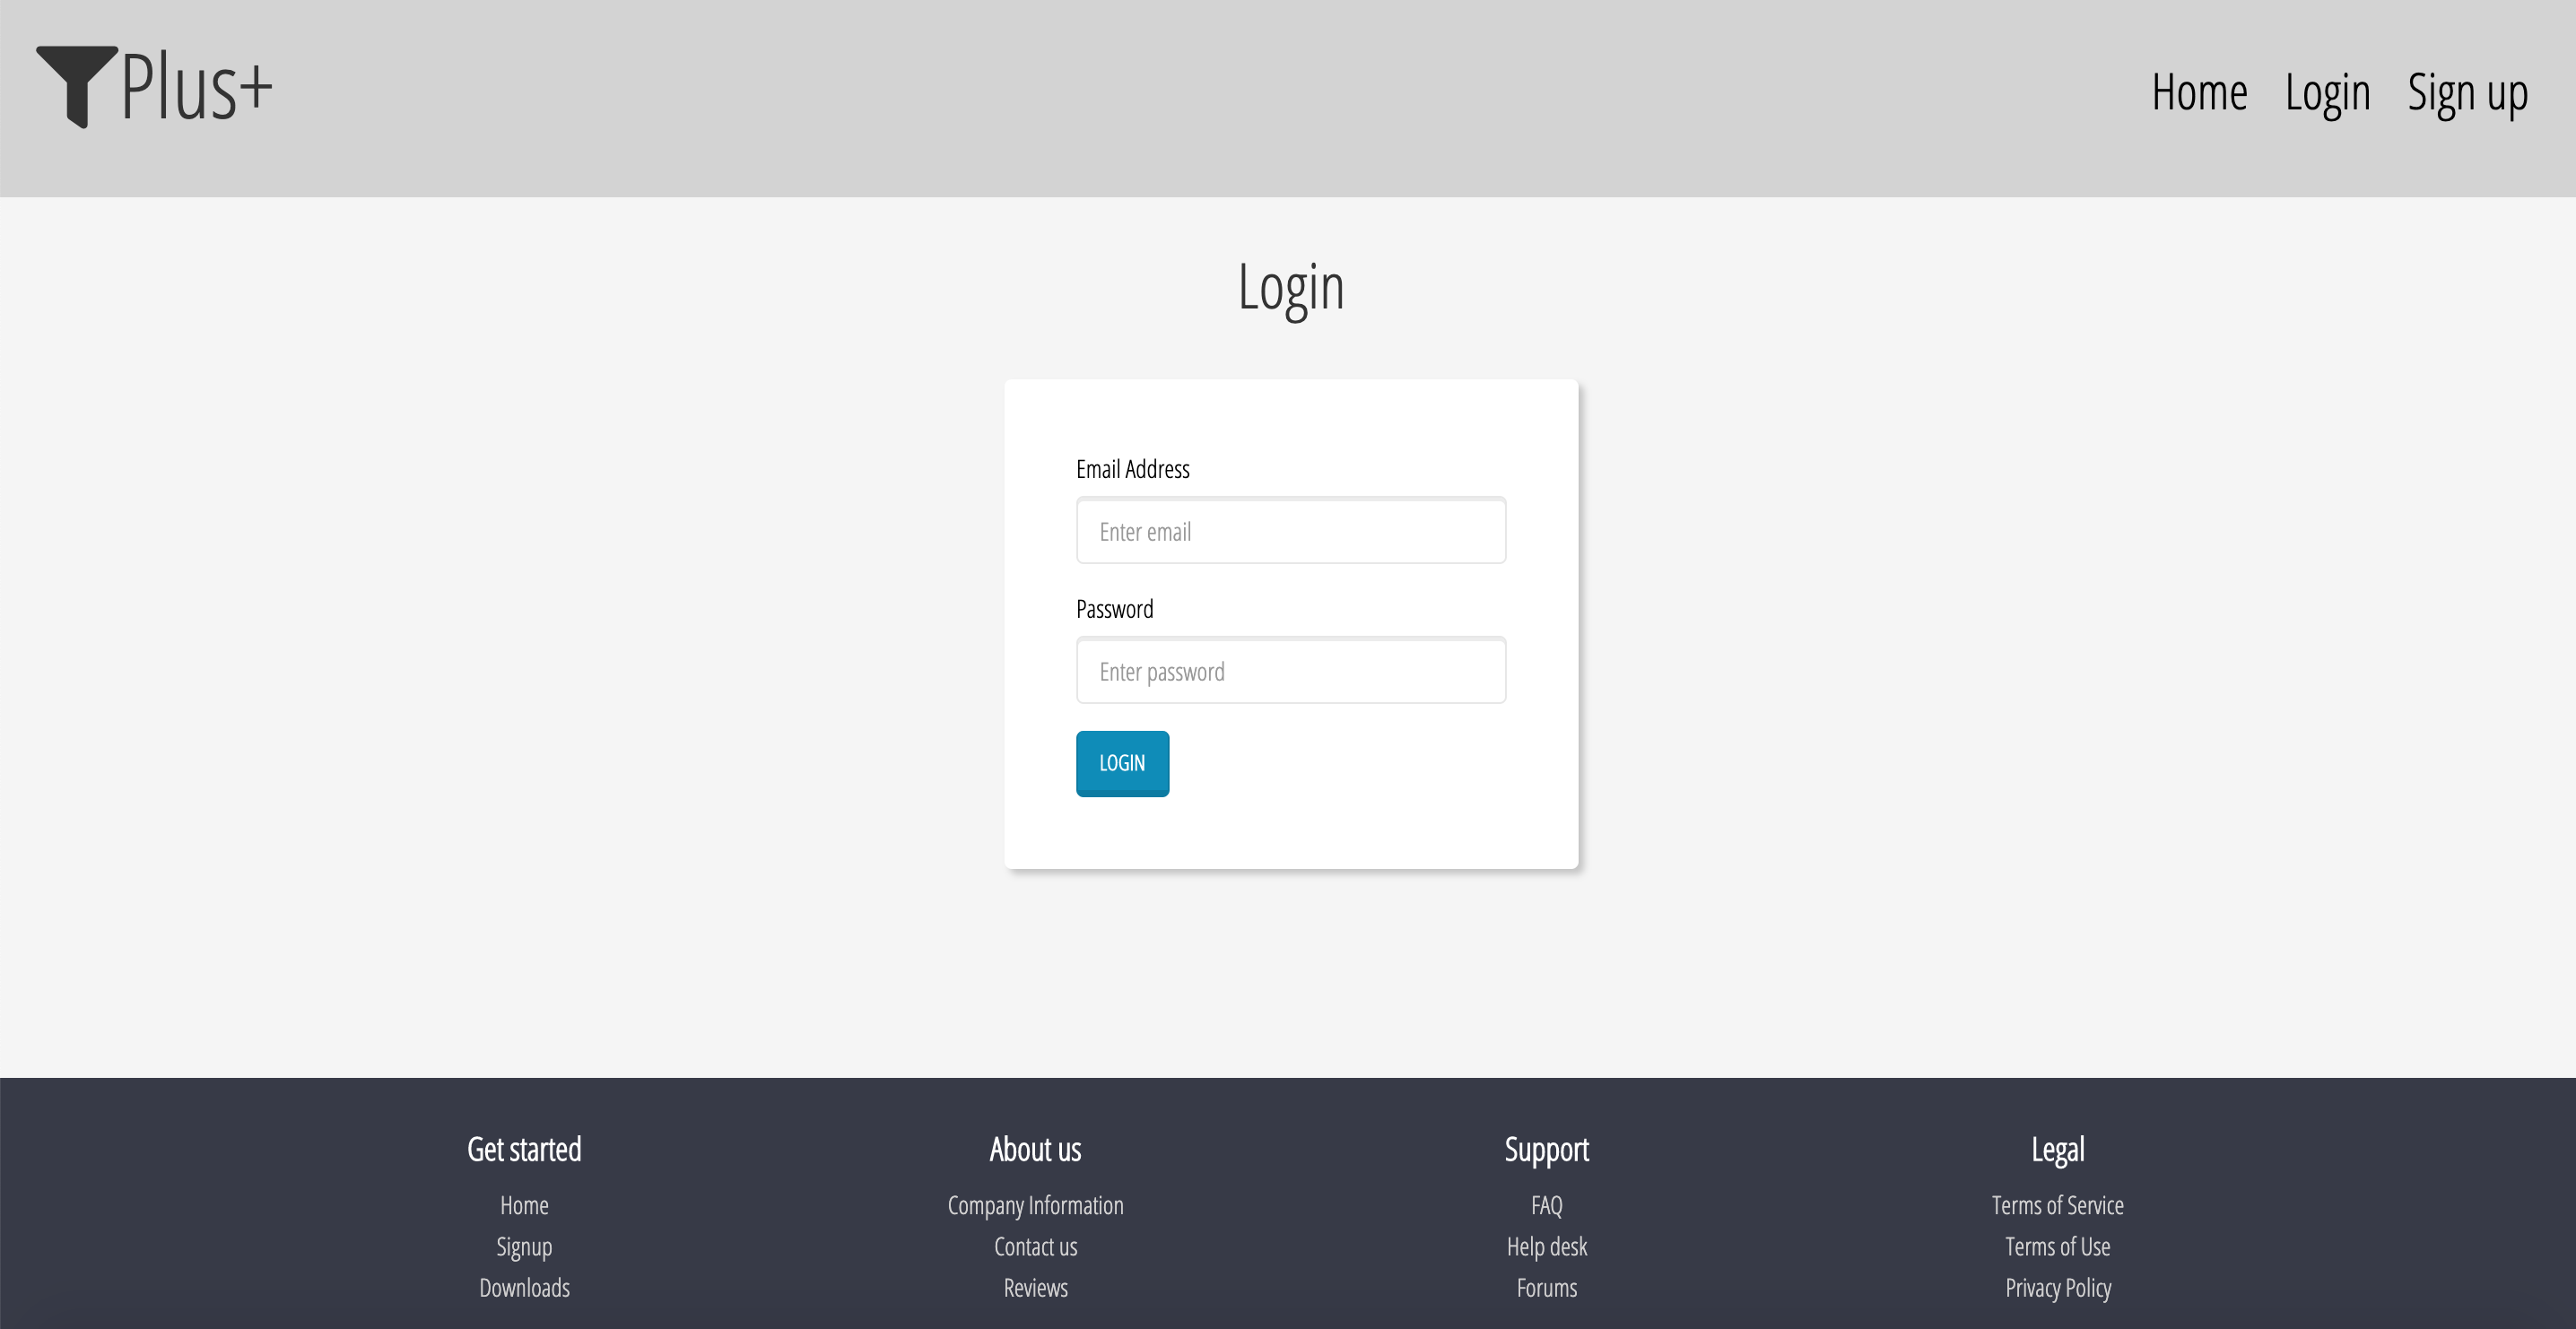 Plus+
Home Login Sign up
Login
Email Address
Enter email
Password
Enter password
LOGIN
Get started
Home
Signup
Downloads
About us
Company Information
Contact us
Reviews
Support
FAQ
Help desk
Forums
Legal
Terms of Service
Terms of Use
Privacy Policy